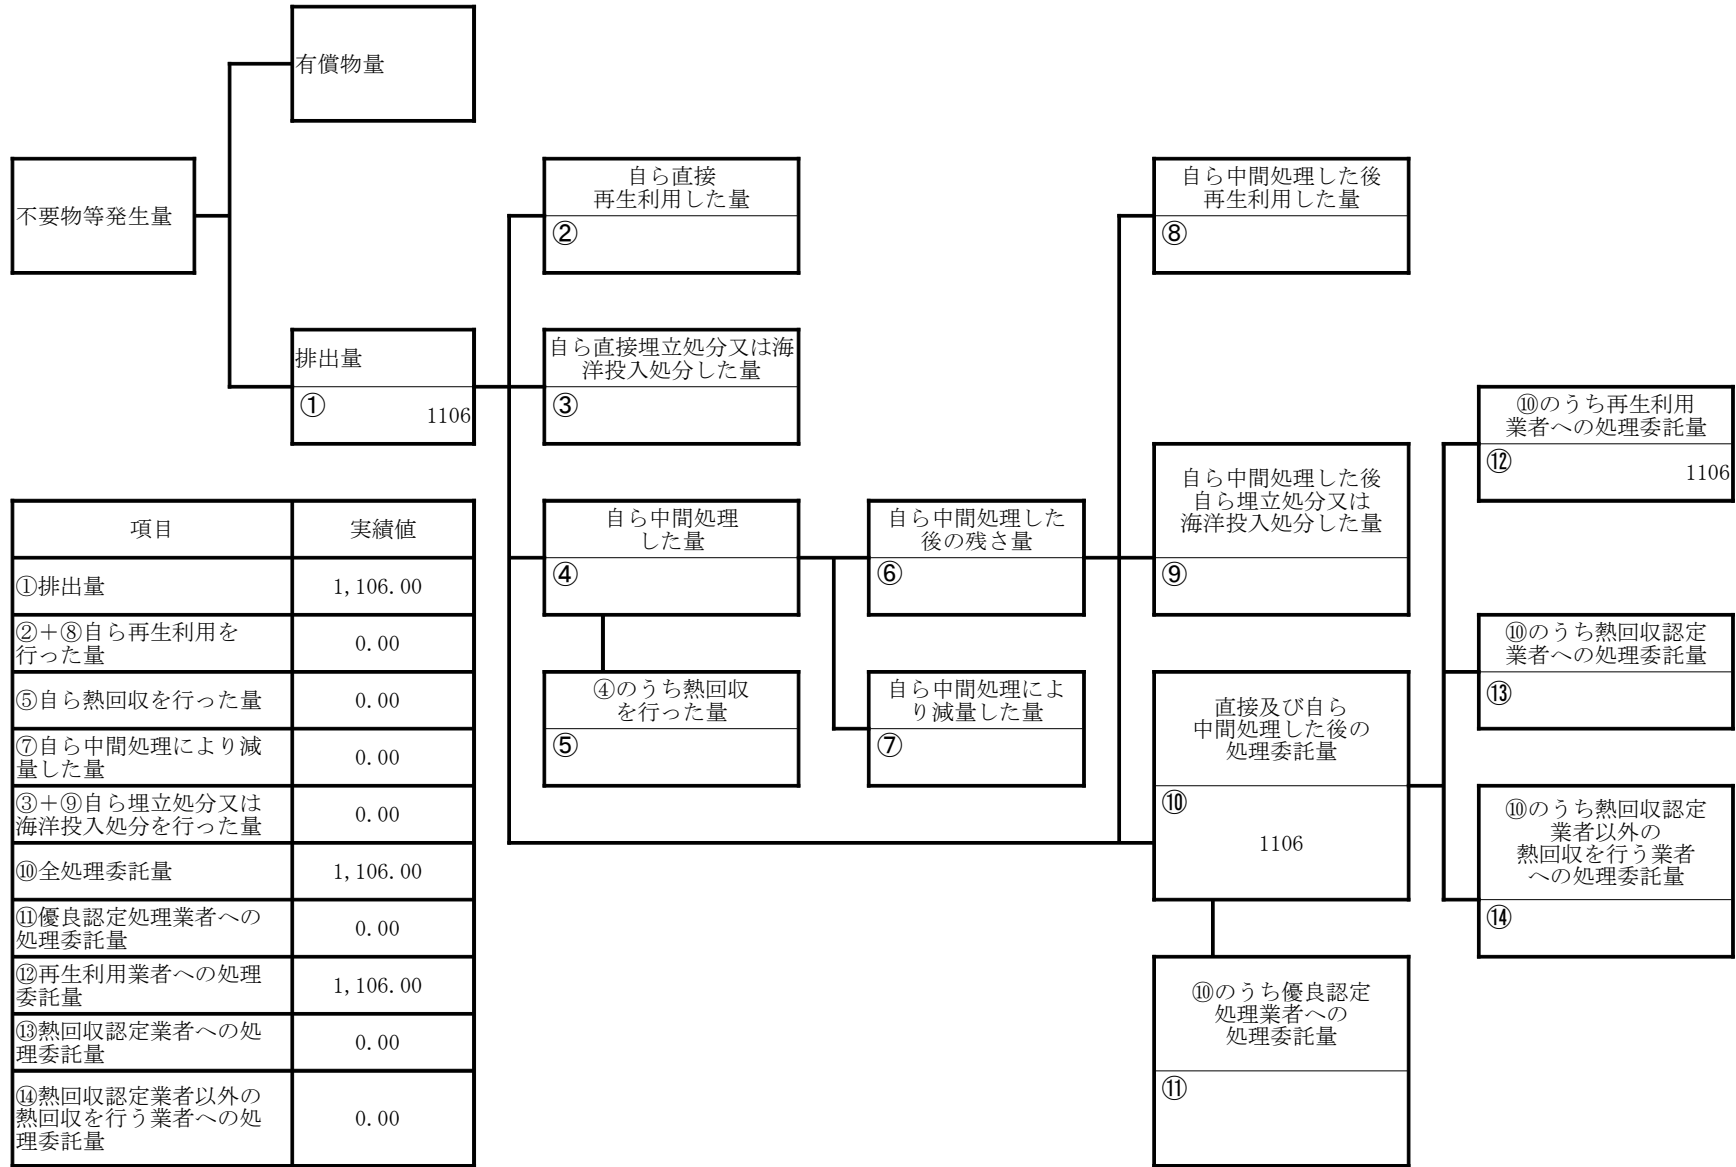 有償物量
不要物等発生量
自ら直接
再生利用した量
②
自ら中間処理した後
再生利用した量
⑧
排出量
①
1106
自ら直接埋立処分又は海
洋投入処分した量
③
⑩のうち再生利用
業者への処理委託量
⑫
1106
自ら中間処理
した量
④
自ら中間処理した
後の残さ量
⑥
自ら中間処理した後
自ら埋立処分又は
海洋投入処分した量
⑨
⑩のうち熱回収認定
業者への処理委託量
⑬
④のうち熱回収
を行った量
⑤
自ら中間処理によ
り減量した量
⑦
直接及び自ら
中間処理した後の
処理委託量
⑩
1106
⑩のうち熱回収認定
業者以外の
熱回収を行う業者
への処理委託量
⑭
⑩のうち優良認定
処理業者への
処理委託量
⑪
項目 実績値
①排出量 1,106.00
②+⑧自ら再生利用を
行った量 0.00
⑤自ら熱回収を行った量 0.00
⑦自ら中間処理により減
量した量 0.00
③+⑨自ら埋立処分又は
海洋投入処分を行った量 0.00
⑩全処理委託量 1,106.00
⑪優良認定処理業者への
処理委託量 0.00
⑫再生利用業者への処理
委託量 1,106.00
⑬熱回収認定業者への処
理委託量 0.00
⑭熱回収認定業者以外の
熱回収を行う業者への処
理委託量 0.00